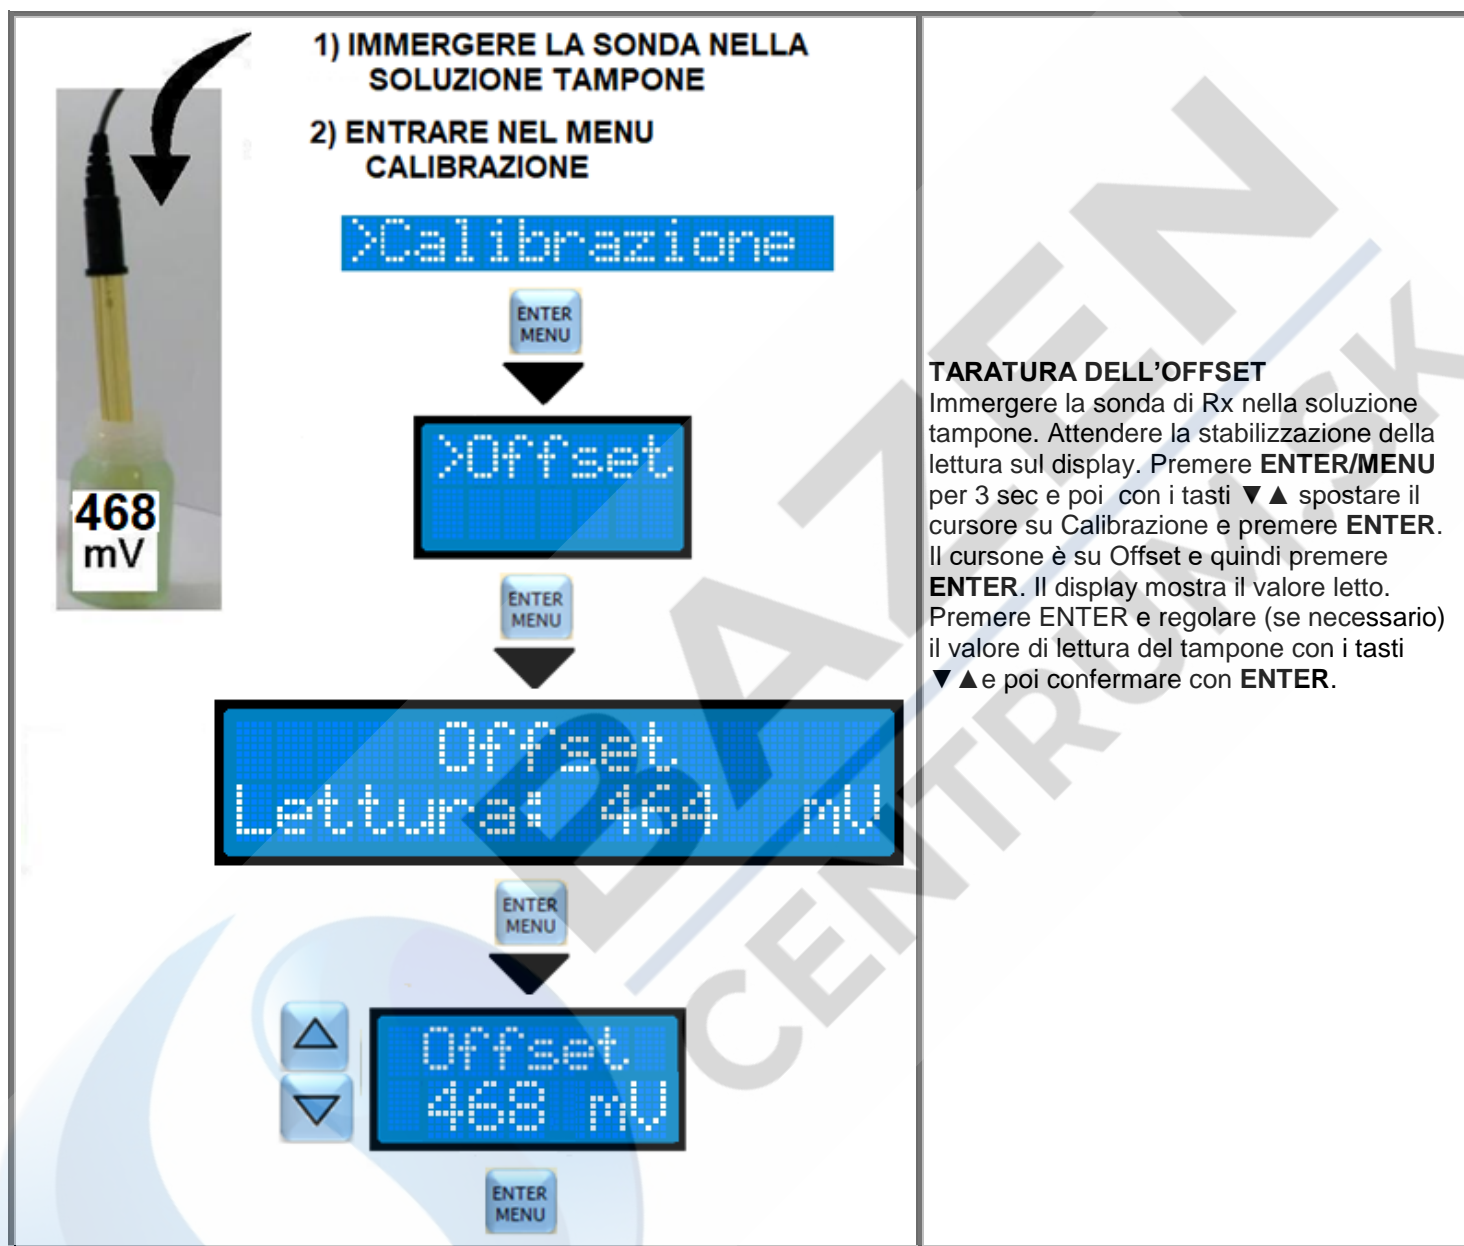 1) IMMERGERE LA SONDA NELLA
SOLUZIONE TAMPONE
2) ENTRARE NEL MENU
CALIBRAZIONE
>Calibrazione
ENTER
MENU
>Offset
ENTER
MENU
468
mV
Offset
Lettura: 464 mV
ENTER
MENU
Offset
468 mV
ENTER
MENU
TARATURA DELL’OFFSET
Immergere la sonda di Rx nella soluzione
tampone. Attendere la stabilizzazione della
lettura sul display. Premere ENTER/MENU
per 3 sec e poi con i tasti ▼▲ spostare il
cursore su Calibrazione e premere ENTER.
Il cursone è su Offset e quindi premere
ENTER. Il display mostra il valore letto.
Premere ENTER e regolare (se necessario)
il valore di lettura del tampone con i tasti
▼▲e poi confermare con ENTER.
BAZEN
CENTRUM.SK